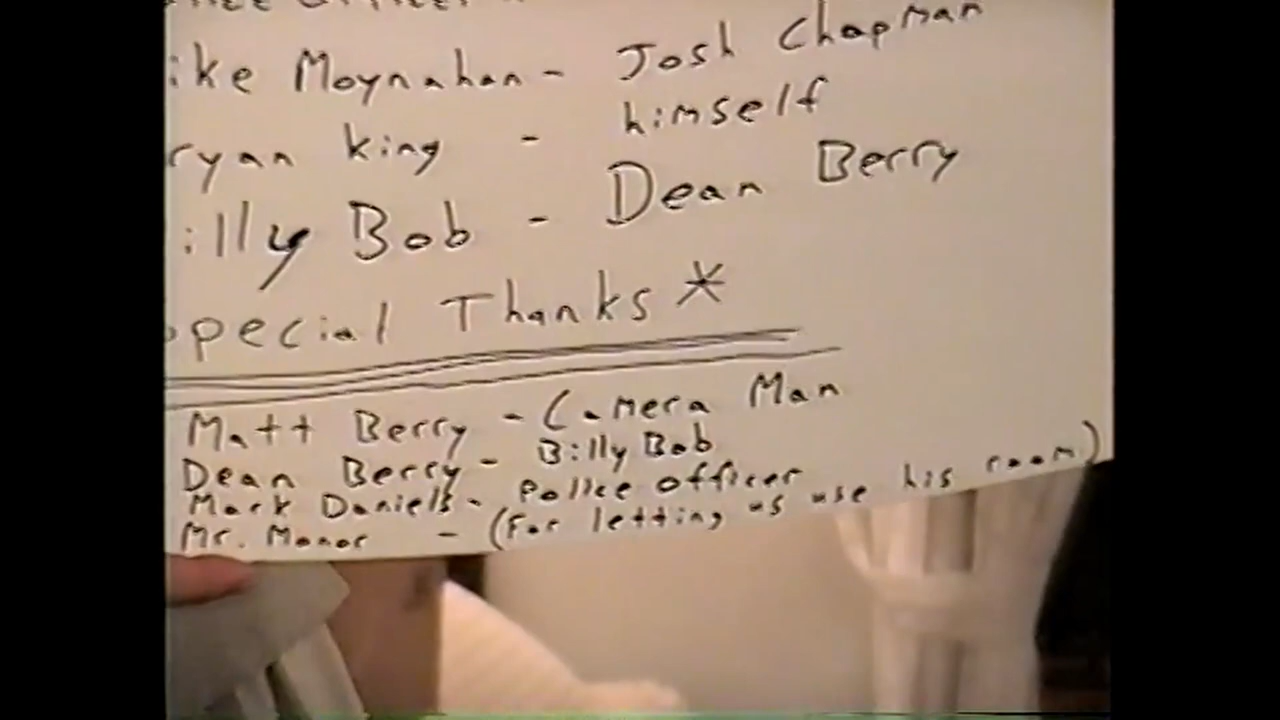 ike Moynahan - Josh Chapman
ryan king - himself
illy Bob - Dean Berry
pecial Thanks *
Matt Berry - Camera Man
Dean Berry - Billy Bob
Mark Daniels - Police officer
Mr. Manor - (For letting us use his room)